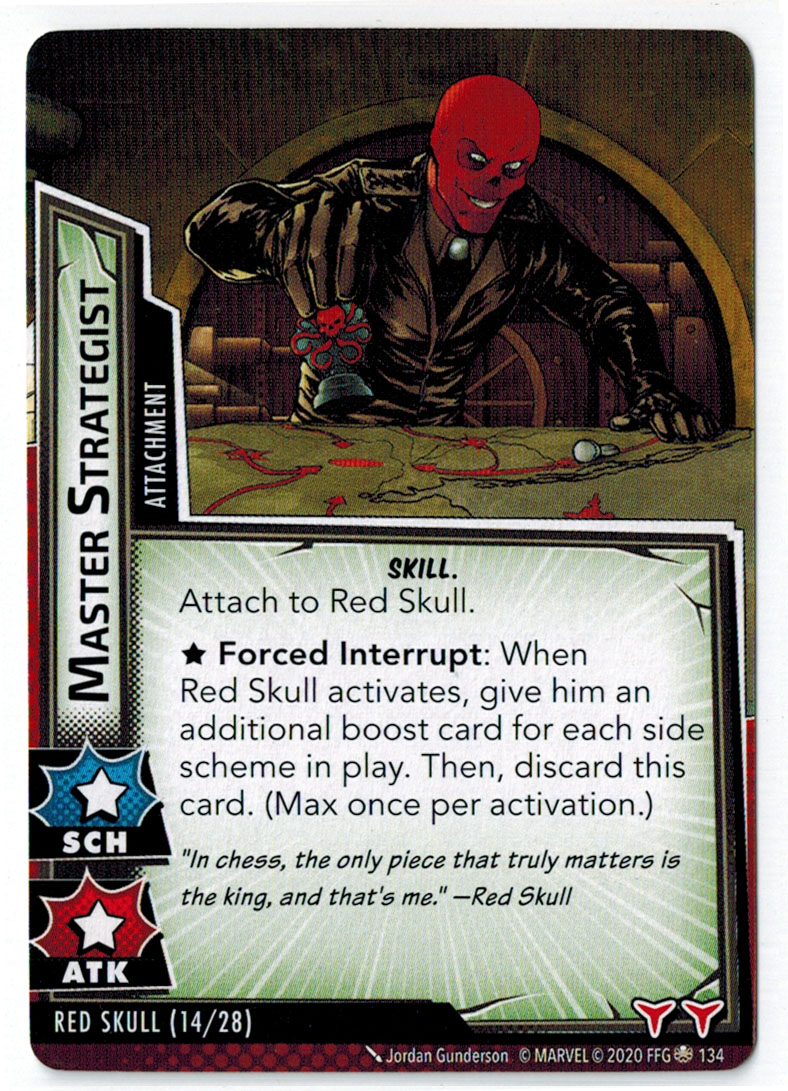 MASTER STRATEGIST
ATTACHMENT
SKILL.
Attach to Red Skull.
★ Forced Interrupt: When
Red Skull activates, give him an
additional boost card for each side
scheme in play. Then, discard this
card. (Max once per activation.)
"In chess, the only piece that truly matters is
the king, and that's me." —Red Skull
SCH
ATK
RED SKULL (14/28)
Jordan Gunderson © MARVEL © 2020 FFG 134